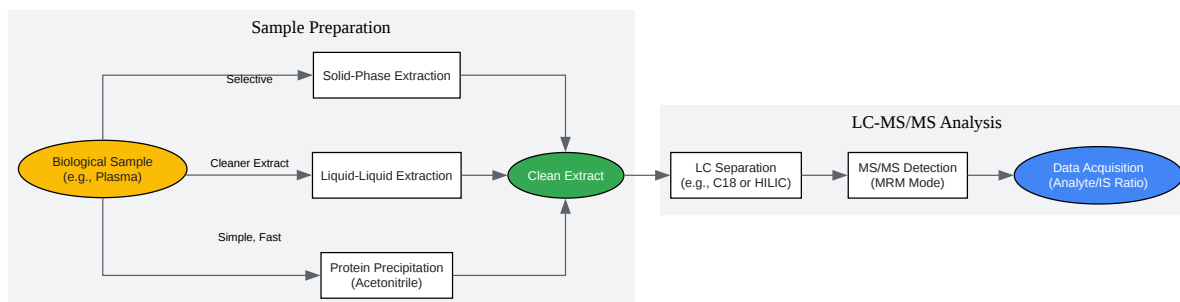 Sample Preparation
Selective
Solid-Phase Extraction
Biological Sample
(e.g., Plasma)
Cleaner Extract
Liquid-Liquid Extraction
Clean Extract
Simple, Fast
Protein Precipitation
(Acetonitrile)
LC-MS/MS Analysis
LC Separation
(e.g., C18 or HILIC)
MS/MS Detection
(MRM Mode)
Data Acquisition
(Analyte/IS Ratio)